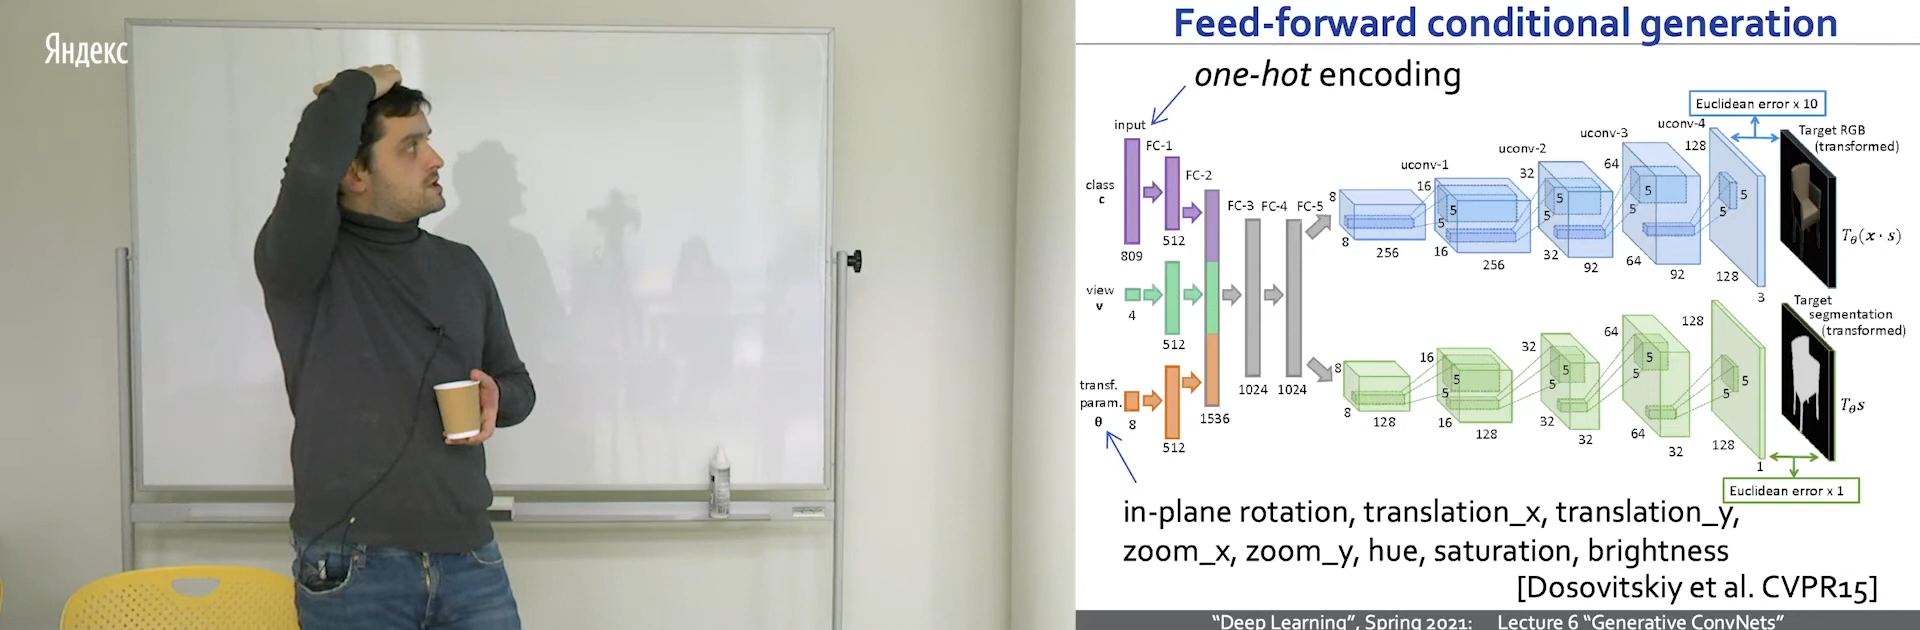 Яндекс
Feed-forward conditional generation
one-hot encoding
Euclidean error x 10
input
FC-1
FC-2
FC-3
FC-4
FC-5
uconv-1
uconv-2
uconv-3
uconv-4
class
c
809
512
view
v
4
512
transf.
param.
θ
8
512
1536
1024
1024
8
8
256
16
5
5
16
256
32
5
5
32
92
64
5
5
64
92
128
5
5
128
3
Target RGB
(transformed)
Tθ(x · s)
8
8
128
16
5
5
16
128
32
5
5
32
32
64
5
5
64
32
128
5
5
128
1
Target
segmentation
(transformed)
Tθs
Euclidean error x 1
in-plane rotation, translation_x, translation_y,
zoom_x, zoom_y, hue, saturation, brightness
[Dosovitskiy et al. CVPR15]
“Deep Learning”, Spring 2021: Lecture 6 “Generative ConvNets”